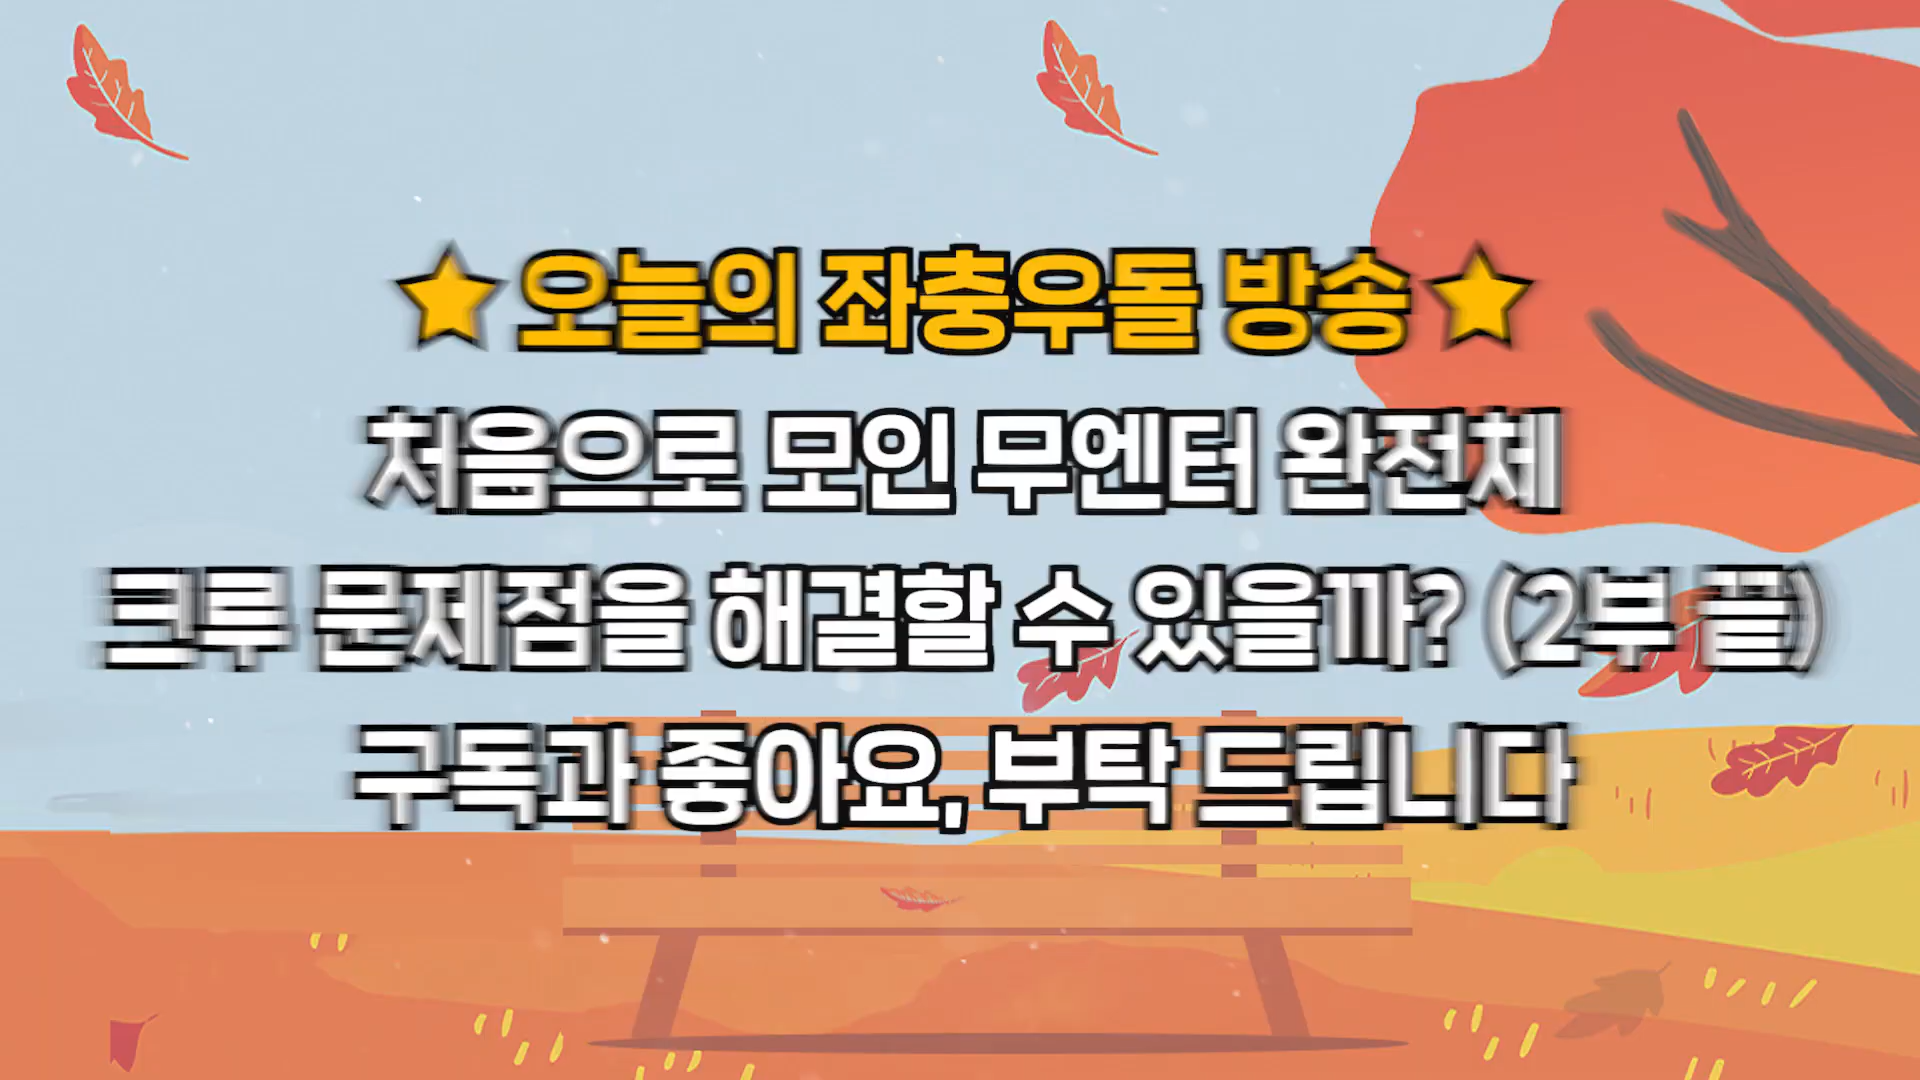 ★오늘의 좌충우돌 방송★
처음으로 모인 무엔터 완전체
크루 문제점을 해결할 수 있을까? (2부 끝)
구독과 좋아요, 부탁 드립니다